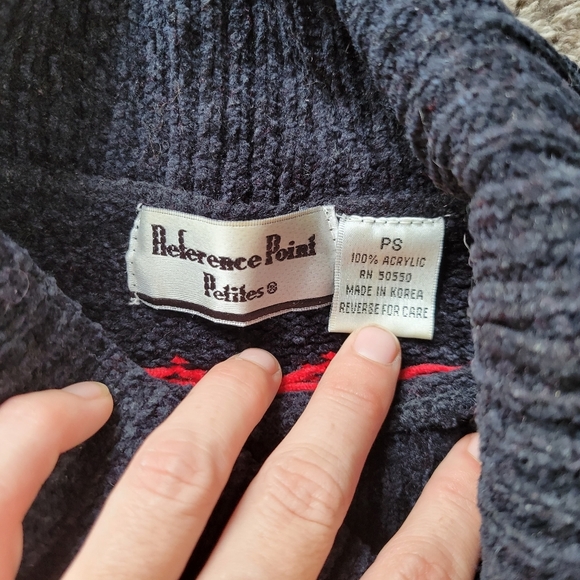 Reference Point
Petites®
PS
100% ACRYLIC
RN 50550
MADE IN KOREA
REVERSE FOR CARE